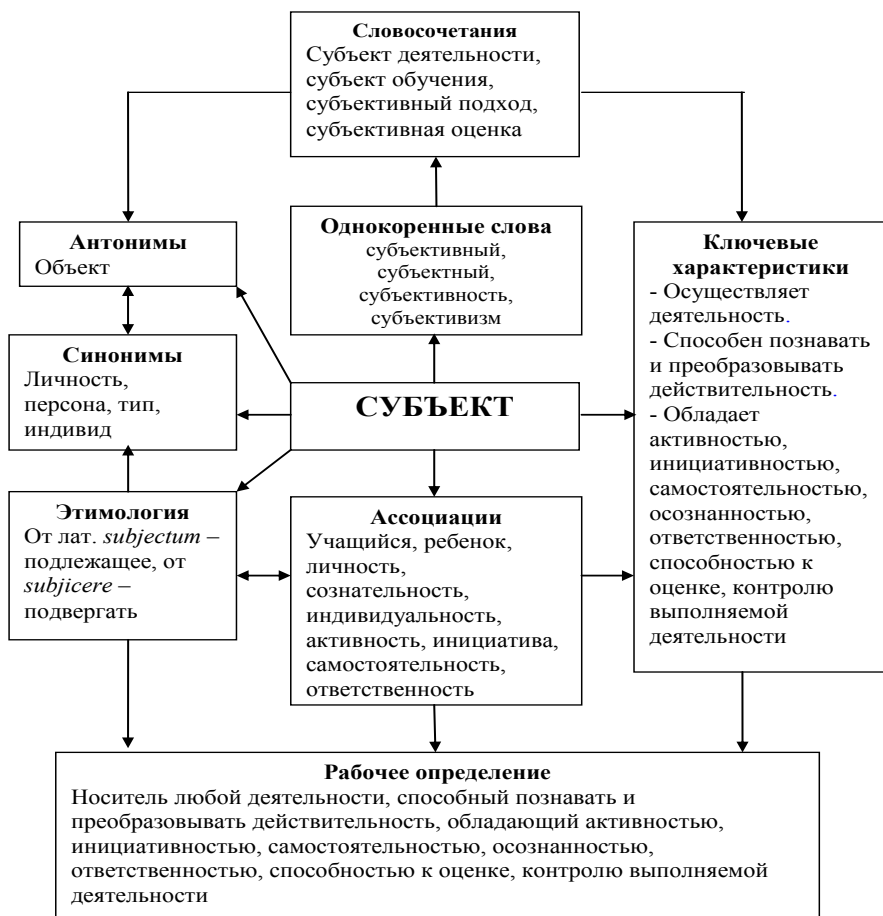 Словосочетания
Субъект деятельности,
субъект обучения,
субъективный подход,
субъективная оценка
Антонимы
Объект
Однокоренные слова
субъективный,
субъектный,
субъективность,
субъективизм
Ключевые
характеристики
- Осуществляет
деятельность.
- Способен познавать
и преобразовывать
действительность.
- Обладает
активностью,
инициативностью,
самостоятельностью,
осознанностью,
ответственностью,
способностью к
оценке, контролю
выполняемой
деятельности
Синонимы
Личность,
персона, тип,
индивид
СУБЪЕКТ
Этимология
От лат. subjectum –
подлежащее, от
subjicere –
подвергать
Ассоциации
Учащийся, ребенок,
личность,
сознательность,
индивидуальность,
активность, инициатива,
самостоятельность,
ответственность
Рабочее определение
Носитель любой деятельности, способный познавать и
преобразовывать действительность, обладающий активностью,
инициативностью, самостоятельностью, осознанностью,
ответственностью, способностью к оценке, контролю выполняемой
деятельности